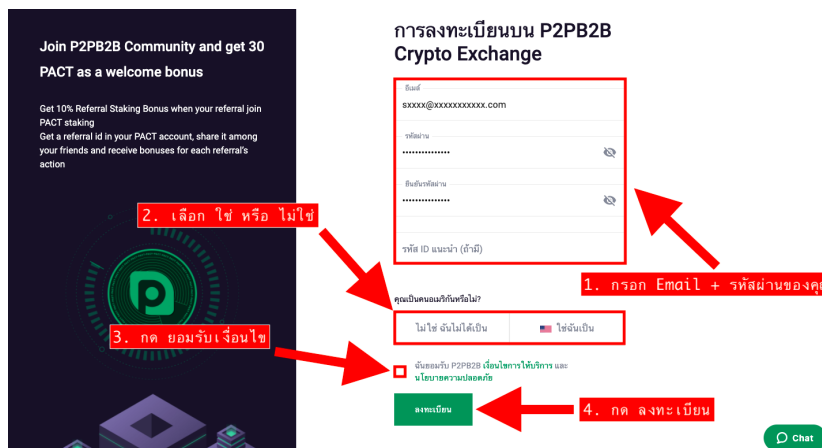 Join P2PB2B Community and get 30
PACT as a welcome bonus
Get 10% Referral Staking Bonus when your referral join
PACT staking
Get a referral id in your PACT account, share it among
your friends and receive bonuses for each referral's
action
การลงทะเบียนบน P2PB2B
Crypto Exchange
อีเมล์
sxxxx@xxxxxxxxxxx.com
รหัสผ่าน
ยืนยันรหัสผ่าน
รหัส ID แนะนำ (ถ้ามี)
1. กรอก Email + รหัสผ่านของคุณ
2. เลือก ใช่ หรือ ไม่ใช่
คุณเป็นคนอเมริกันหรือไม่?
ไม่ใช่ ฉันไม่ได้เป็น
ใช่ฉันเป็น
3. กด ยอมรับเงื่อนไข
ฉันยอมรับ P2PB2B เงื่อนไขการให้บริการ และ
นโยบายความปลอดภัย
ลงทะเบียน
4. กด ลงทะเบียน
Chat